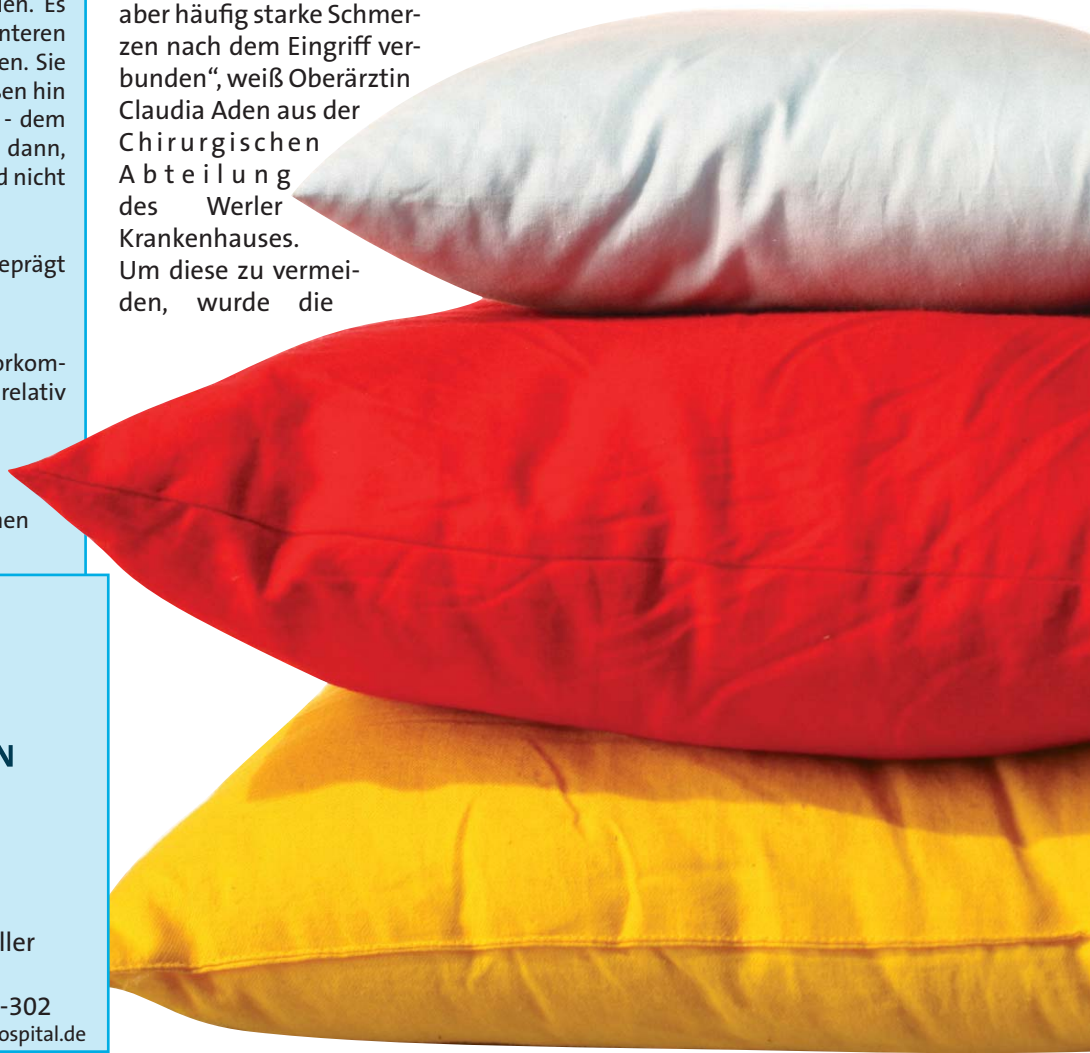 en. Es
nteren
en. Sie
en hin
- dem
dann,
d nicht
eprägt
orkom-
relativ
nen
N
ller
-302
ospital.de
aber häufig starke Schmer-
zen nach dem Eingriff ver-
bunden“, weiß Oberärztin
Claudia Aden aus der
Chirurgischen
Abteilung
des Werler
Krankenhauses.
Um diese zu vermei-
den, wurde die